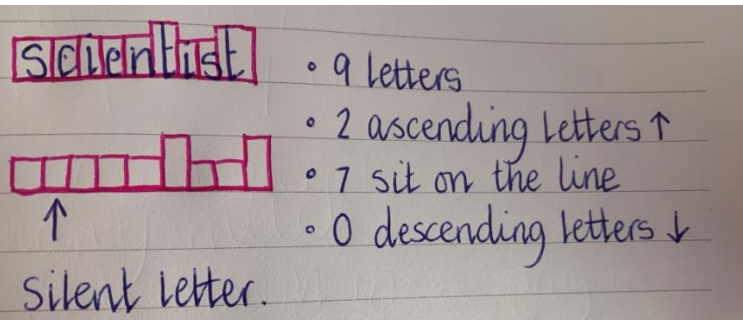 scientist
• 9 letters
• 2 ascending letters ↑
• 7 sit on the line
• 0 descending letters ↓
↑
Silent letter.